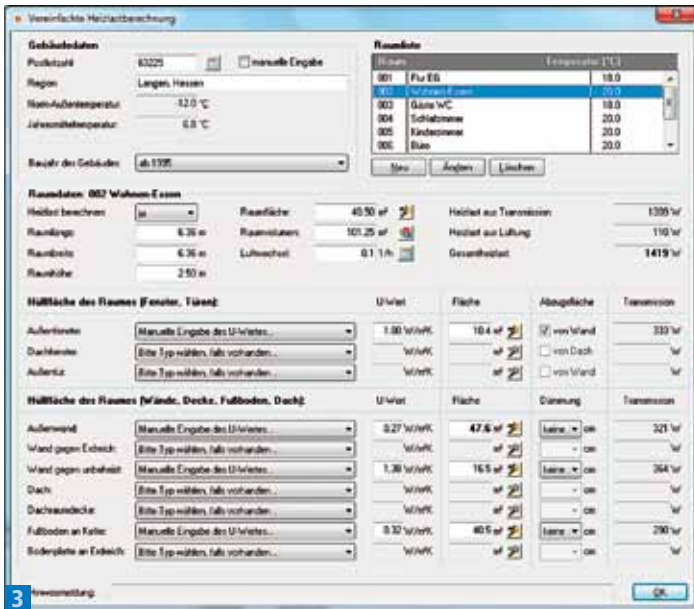 Vereinfachte Heizlastberechnung
Gebäudedaten
Postleitzahl 63225 manuelle Eingabe
Region Langen, Hessen
Norm-Außentemperatur -12.0 °C
Jahresmitteltemperatur
Baujahr des Gebäudes ab 1995
Raumliste
Raum Temperatur [°C]
001 Flur EG 18.0
002 Wohnen-Essen 20.0
003 Gäste WC 18.0
004 Schlafzimmer 20.0
005 Kinderzimmer 20.0
006 Büro 20.0
Neu Ändern Löschen
Raumdaten: 002 Wohnen-Essen
Heizlast berechnen ja Raumfläche 40.50 m² Heizlast aus Transmission
Raumlänge 6.36 m Raumvolumen 101.25 m³ Heizlast aus Lüftung 110 W
Raumbreite 6.36 m Luftwechsel 0.1 1/h Gesamtheizlast 1419 W
Raumhöhe 2.50 m
Hüllfläche des Raumes (Fenster, Türen): U-Wert Fläche Abzugsfläche Transmission
Außenfenster Manuelle Eingabe des U-Wertes... 1.00 W/m²K 10.4 m² von Wand 333 W
Dachfenster Bitte Typ wählen, falls vorhanden... W/m²K m² von Dach W
Außentür Bitte Typ wählen, falls vorhanden... W/m²K m² von Wand W
Hüllfläche des Raumes (Wände, Decke, Fußboden, Dach): U-Wert Fläche Dämmung Transmission
Außenwand Manuelle Eingabe des U-Wertes... 0.27 W/m²K 47.6 m² keine cm 321 W
Wand gegen Erdreich Bitte Typ wählen, falls vorhanden... W/m²K m² - cm W
Wand gegen unbeheizt Manuelle Eingabe des U-Wertes... 1.38 W/m²K 16.5 m² keine cm 364 W
Dach Bitte Typ wählen, falls vorhanden... W/m²K m² - cm W
Dachraumdecke Bitte Typ wählen, falls vorhanden... W/m²K m² - cm W
Fußboden an Keller Manuelle Eingabe des U-Wertes... 0.32 W/m²K 40.5 m² keine cm 290 W
Bodenplatte an Erdreich Bitte Typ wählen, falls vorhanden... W/m²K m² - cm W
Hinweismeldung
OK
3